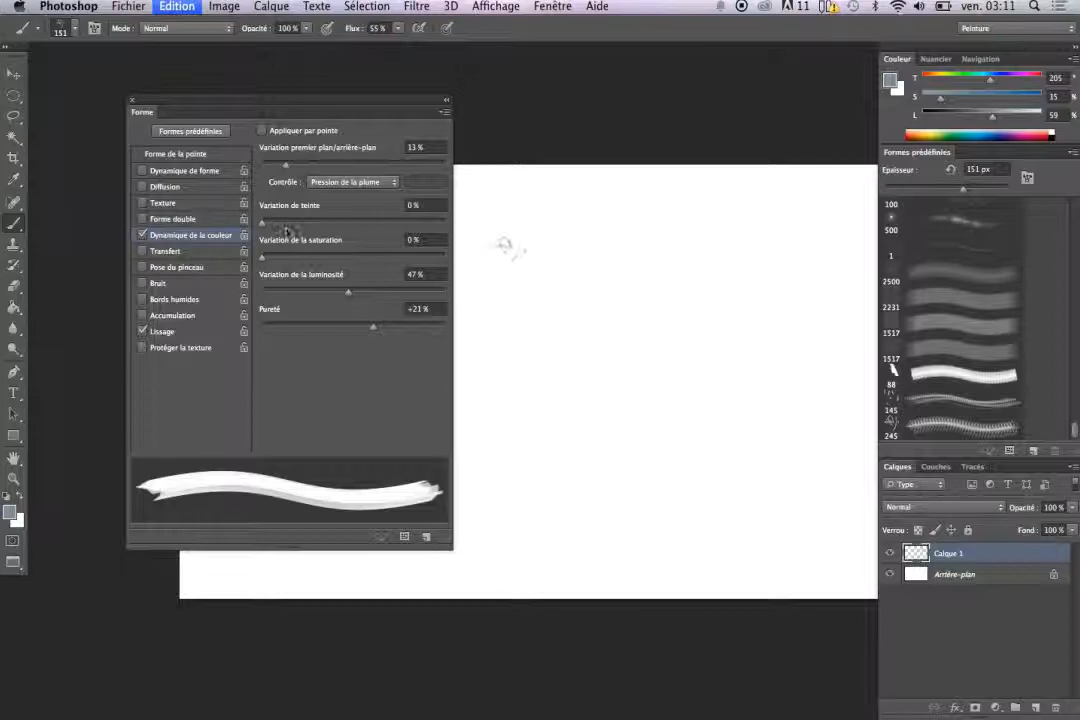 Photoshop Fichier Edition Image Calque Texte Sélection Filtre 3D Affichage Fenêtre Aide 11 ven. 03:11
151 Mode : Normal Opacité : 100 % Flux : 55 % Peinture
Forme
Formes prédéfinies
Forme de la pointe
Dynamique de forme
Diffusion
Texture
Forme double
Dynamique de la couleur
Transfert
Pose du pinceau
Bruit
Bords humides
Accumulation
Lissage
Protéger la texture
Appliquer par pointe
Variation premier plan/arrière-plan 13 %
Contrôle : Pression de la plume
Variation de teinte 0 %
Variation de la saturation 0 %
Variation de la luminosité 47 %
Pureté +21 %
Couleur Nuancier Navigation
T 205 °
S 15 %
L 59 %
Formes prédéfinies
Epaisseur : 151 px
100
500
1
2500
2231
1517
1517
88
145
245
Calques Couches Tracés
Type
Normal Opacité : 100 %
Verrou : Fond : 100 %
Calque 1
Arrière-plan